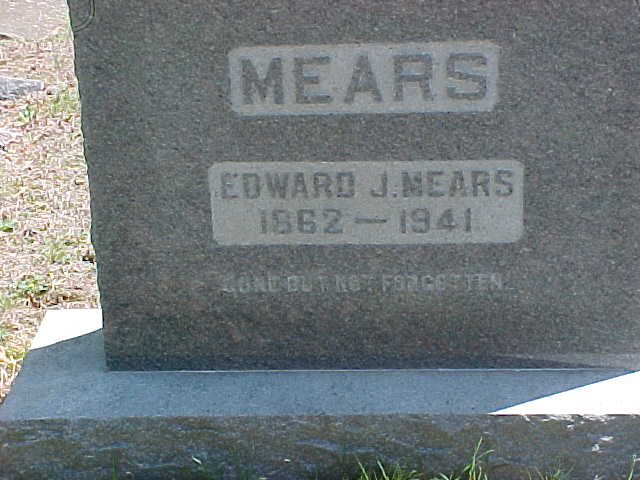 MEARS
EDWARD J. MEARS
1862 — 1941
GONE BUT NOT FORGOTTEN.